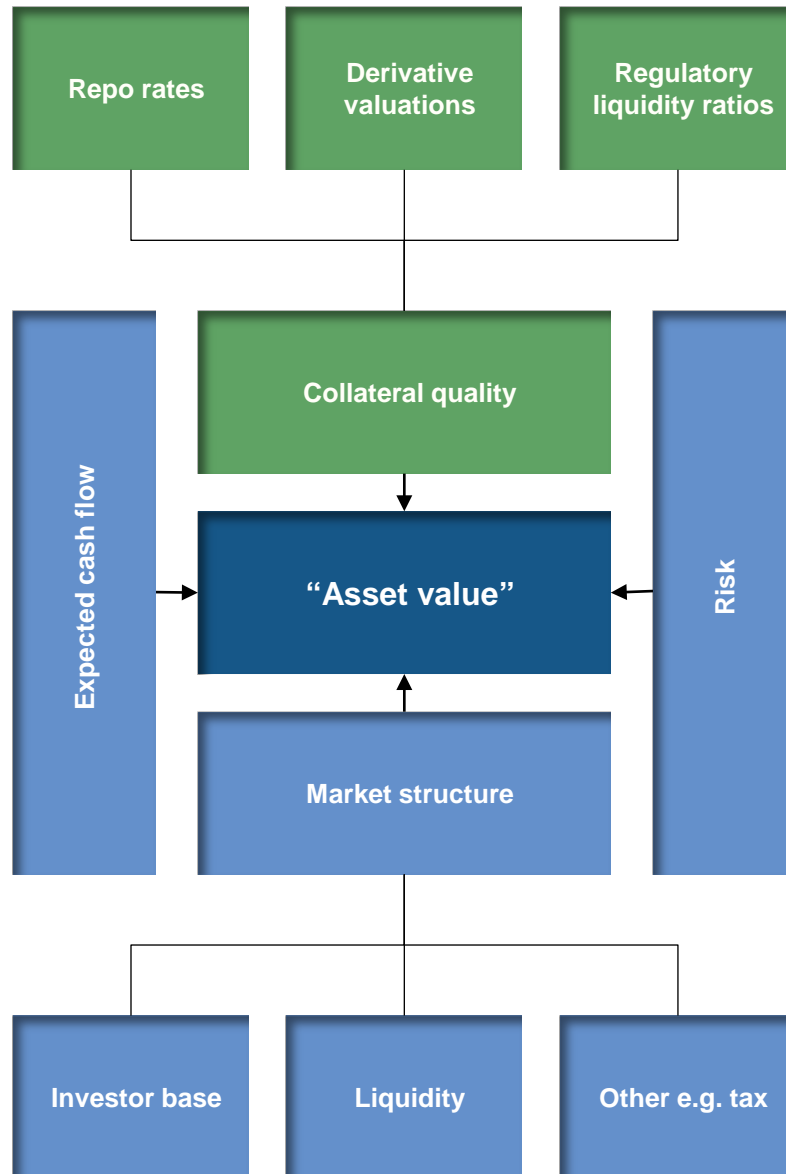 Repo rates
Derivative
valuations
Regulatory
liquidity ratios
Expected cash flow
Collateral quality
“Asset value”
Risk
Market structure
Investor base
Liquidity
Other e.g. tax